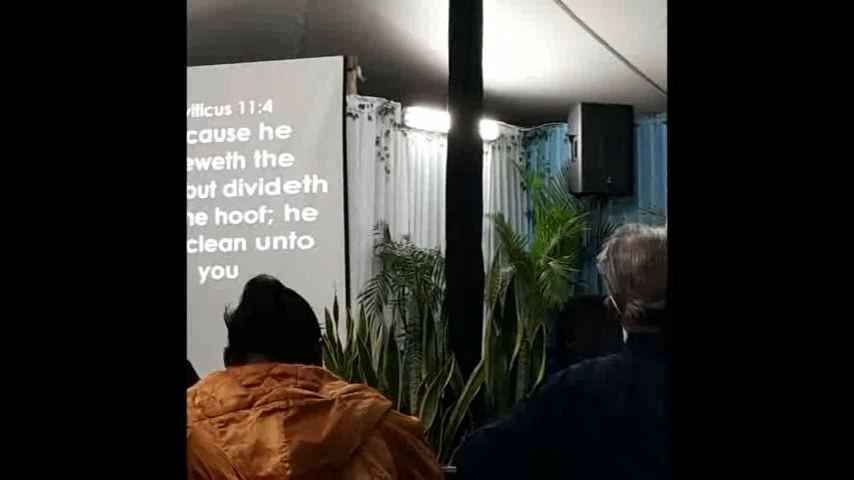 viticus 11:4
cause he
eweth the
but divideth
he hoof; he
clean unto
you